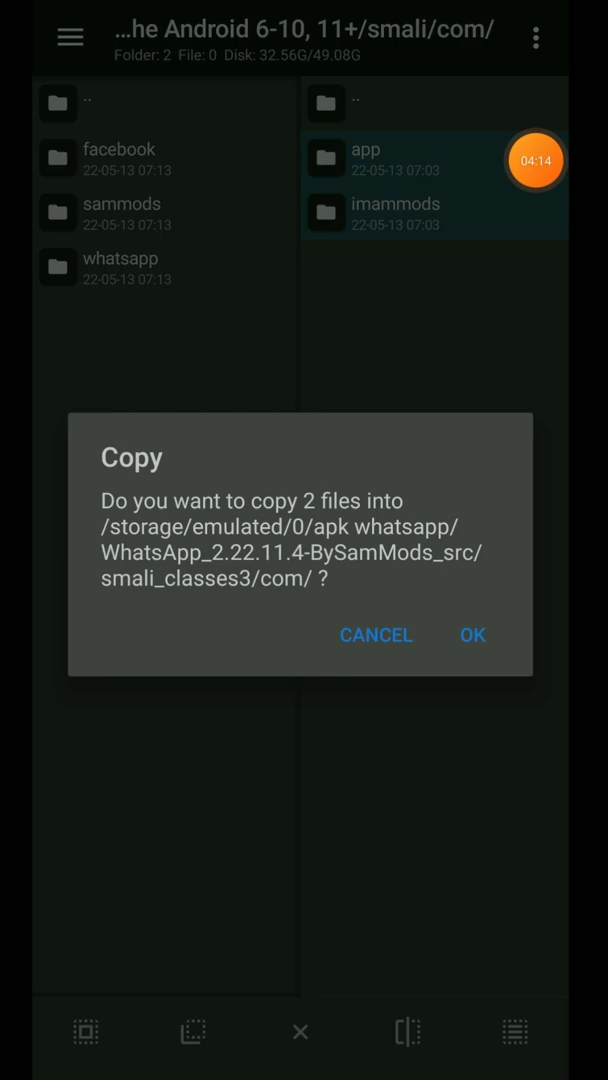 …he Android 6-10, 11+/smali/com/
Folder: 2 File: 0 Disk: 32.56G/49.08G
..
facebook
22-05-13 07:13
sammods
22-05-13 07:13
whatsapp
22-05-13 07:13
..
app
22-05-13 07:03
imammods
22-05-13 07:03
04:14
Copy
Do you want to copy 2 files into
/storage/emulated/0/apk whatsapp/
WhatsApp_2.22.11.4-BySamMods_src/
smali_classes3/com/ ?
CANCEL OK